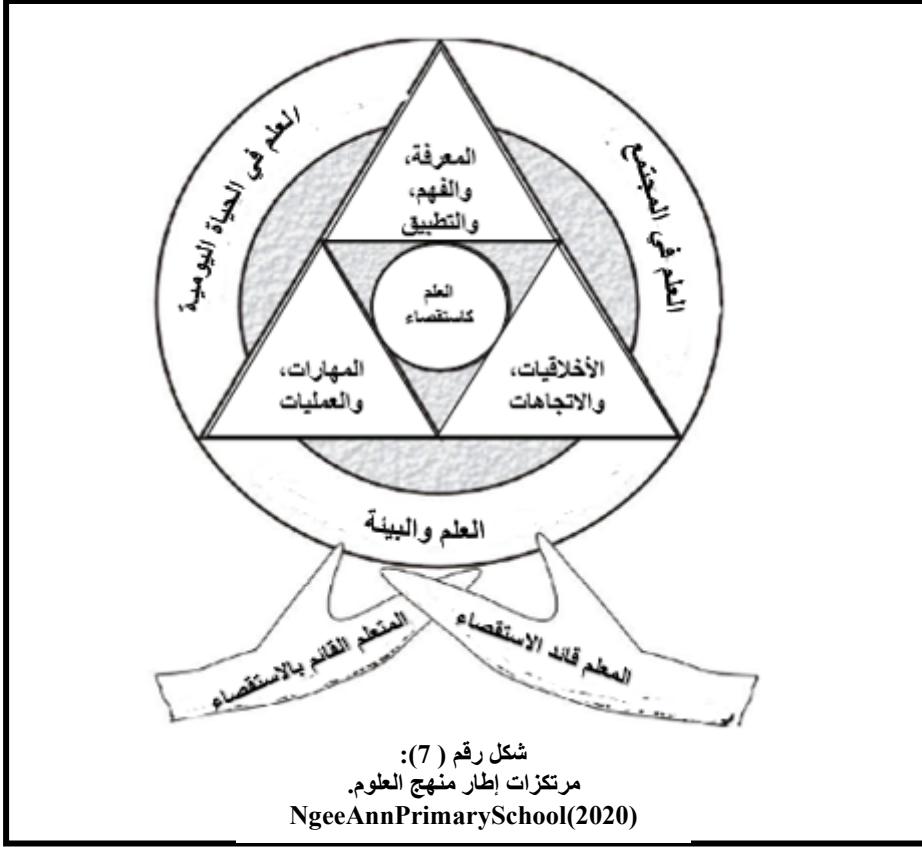 المعرفة،
والفهم،
والتطبيق
العلم في المجتمع
العلم في الحياة اليومية
العلم
كاستقصاء
الأخلاقيات،
والاتجاهات
المهارات،
والعمليات
العلم والبيئة
المعلم قائد الاستقصاء
المتعلم القائم بالاستقصاء
شكل رقم ( 7):
مرتكزات إطار منهج العلوم.
NgeeAnnPrimarySchool(2020)